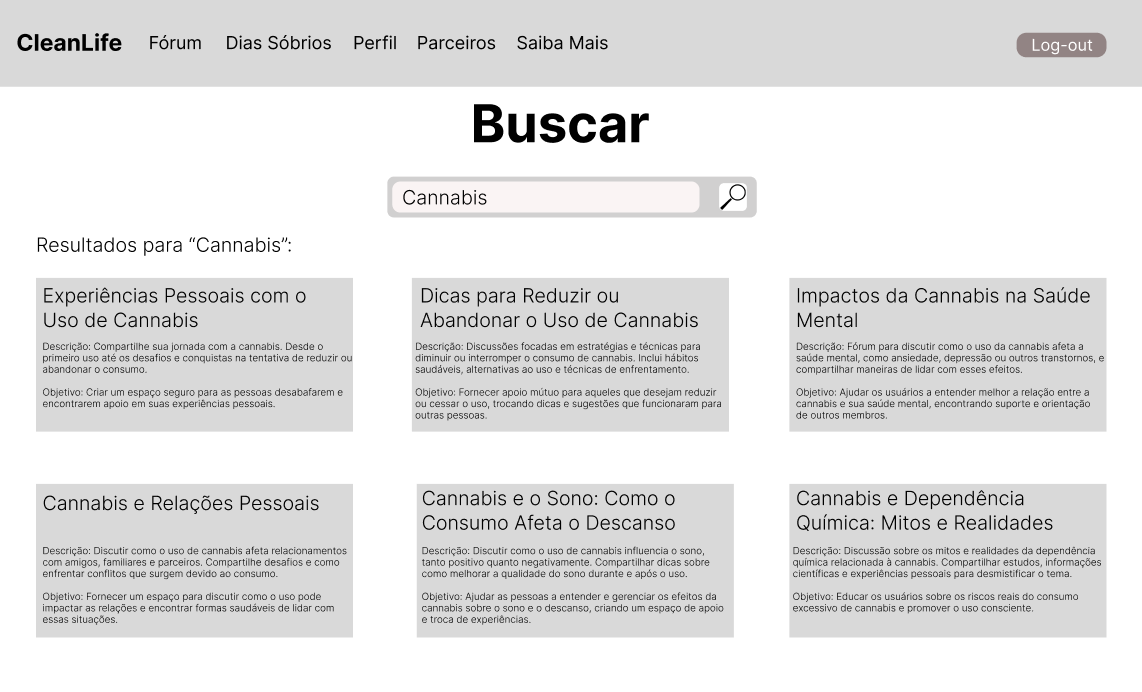 CleanLife Fórum Dias Sóbrios Perfil Parceiros Saiba Mais Log-out
Buscar
Cannabis
Resultados para “Cannabis”:
Experiências Pessoais com o
Uso de Cannabis
Descrição: Compartilhe sua jornada com a cannabis. Desde o
primeiro uso até os desafios e conquistas na tentativa de reduzir ou
abandonar o consumo.
Objetivo: Criar um espaço seguro para as pessoas desabafarem e
encontrarem apoio em suas experiências pessoais.
Dicas para Reduzir ou
Abandonar o Uso de Cannabis
Descrição: Discussões focadas em estratégias e técnicas para
diminuir ou interromper o consumo de cannabis. Inclui hábitos
saudáveis, alternativas ao uso e técnicas de enfrentamento.
Objetivo: Fornecer apoio mútuo para aqueles que desejam reduzir
ou cessar o uso, trocando dicas e sugestões que funcionaram para
outras pessoas.
Impactos da Cannabis na Saúde
Mental
Descrição: Fórum para discutir como o uso da cannabis afeta a
saúde mental, como ansiedade, depressão ou outros transtornos, e
compartilhar maneiras de lidar com esses efeitos.
Objetivo: Ajudar os usuários a entender melhor a relação entre a
cannabis e sua saúde mental, encontrando suporte e orientação
de outros membros.
Cannabis e Relações Pessoais
Descrição: Discutir como o uso de cannabis afeta relacionamentos
com amigos, familiares e parceiros. Compartilhe desafios e como
enfrentar conflitos que surgem devido ao consumo.
Objetivo: Fornecer um espaço para discutir como o uso pode
impactar as relações e encontrar formas saudáveis de lidar com
essas situações.
Cannabis e o Sono: Como o
Consumo Afeta o Descanso
Descrição: Discutir como o uso de cannabis influencia o sono,
tanto positivo quanto negativamente. Compartilhar dicas sobre
como melhorar a qualidade do sono durante e após o uso.
Objetivo: Ajudar as pessoas a entender e gerenciar os efeitos da
cannabis sobre o sono e o descanso, criando um espaço de apoio
e troca de experiências.
Cannabis e Dependência
Química: Mitos e Realidades
Descrição: Discussão sobre os mitos e realidades da dependência
química relacionada à cannabis. Compartilhar estudos, informações
científicas e experiências pessoais para desmistificar o tema.
Objetivo: Educar os usuários sobre os riscos reais do consumo
excessivo de cannabis e promover o uso consciente.